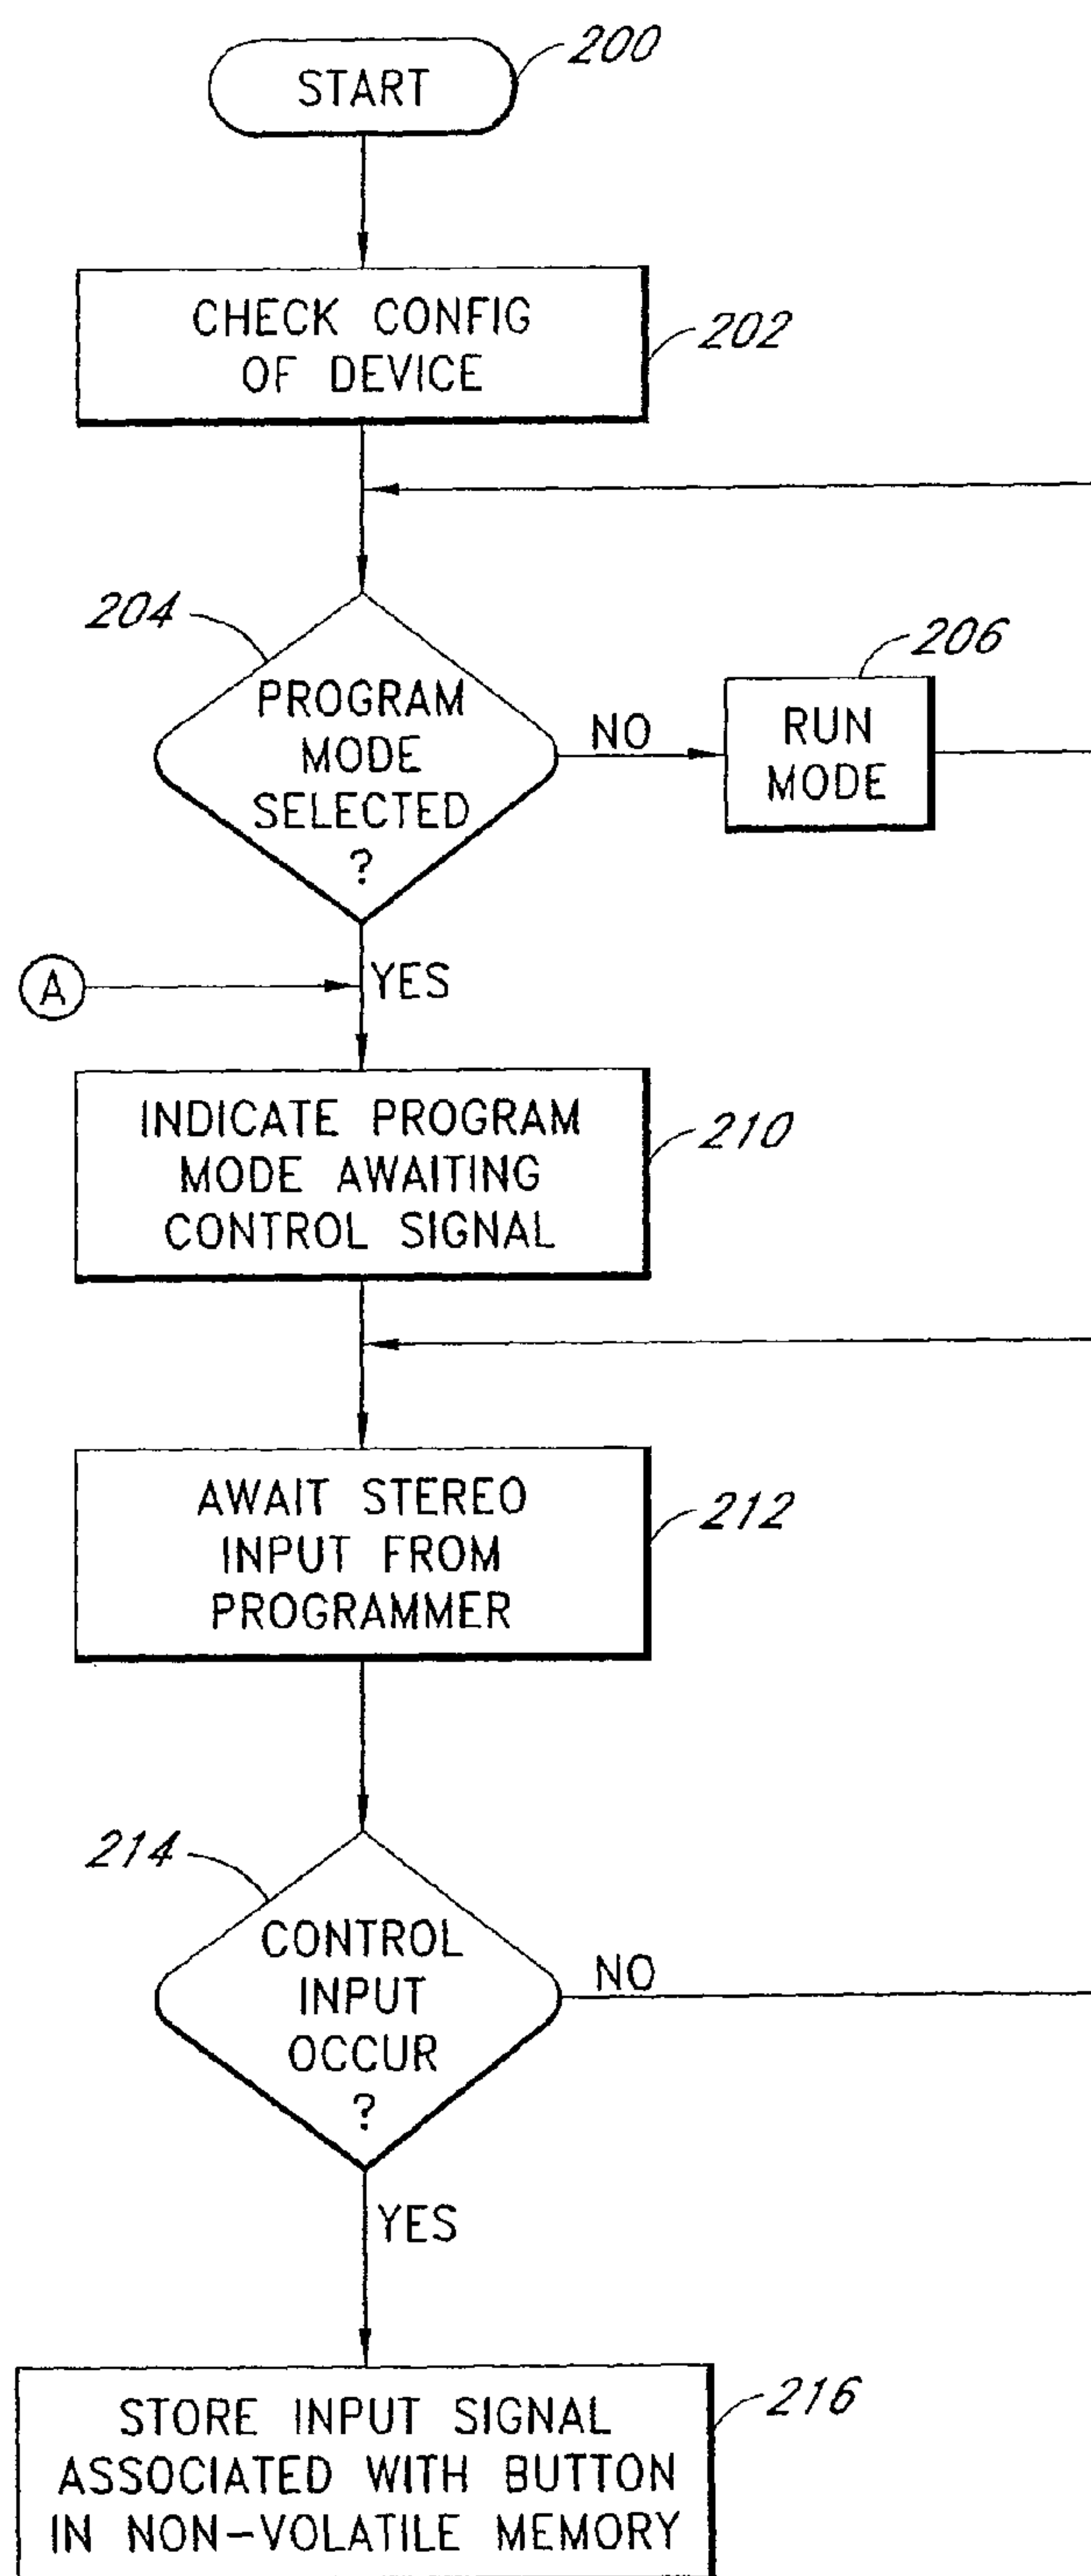 START
200
CHECK CONFIG
OF DEVICE
202
204
PROGRAM
MODE
SELECTED
?
NO
206
RUN
MODE
A
YES
INDICATE PROGRAM
MODE AWAITING
CONTROL SIGNAL
210
AWAIT STEREO
INPUT FROM
PROGRAMMER
212
214
CONTROL
INPUT
OCCUR
?
NO
YES
STORE INPUT SIGNAL
ASSOCIATED WITH BUTTON
IN NON-VOLATILE MEMORY
216